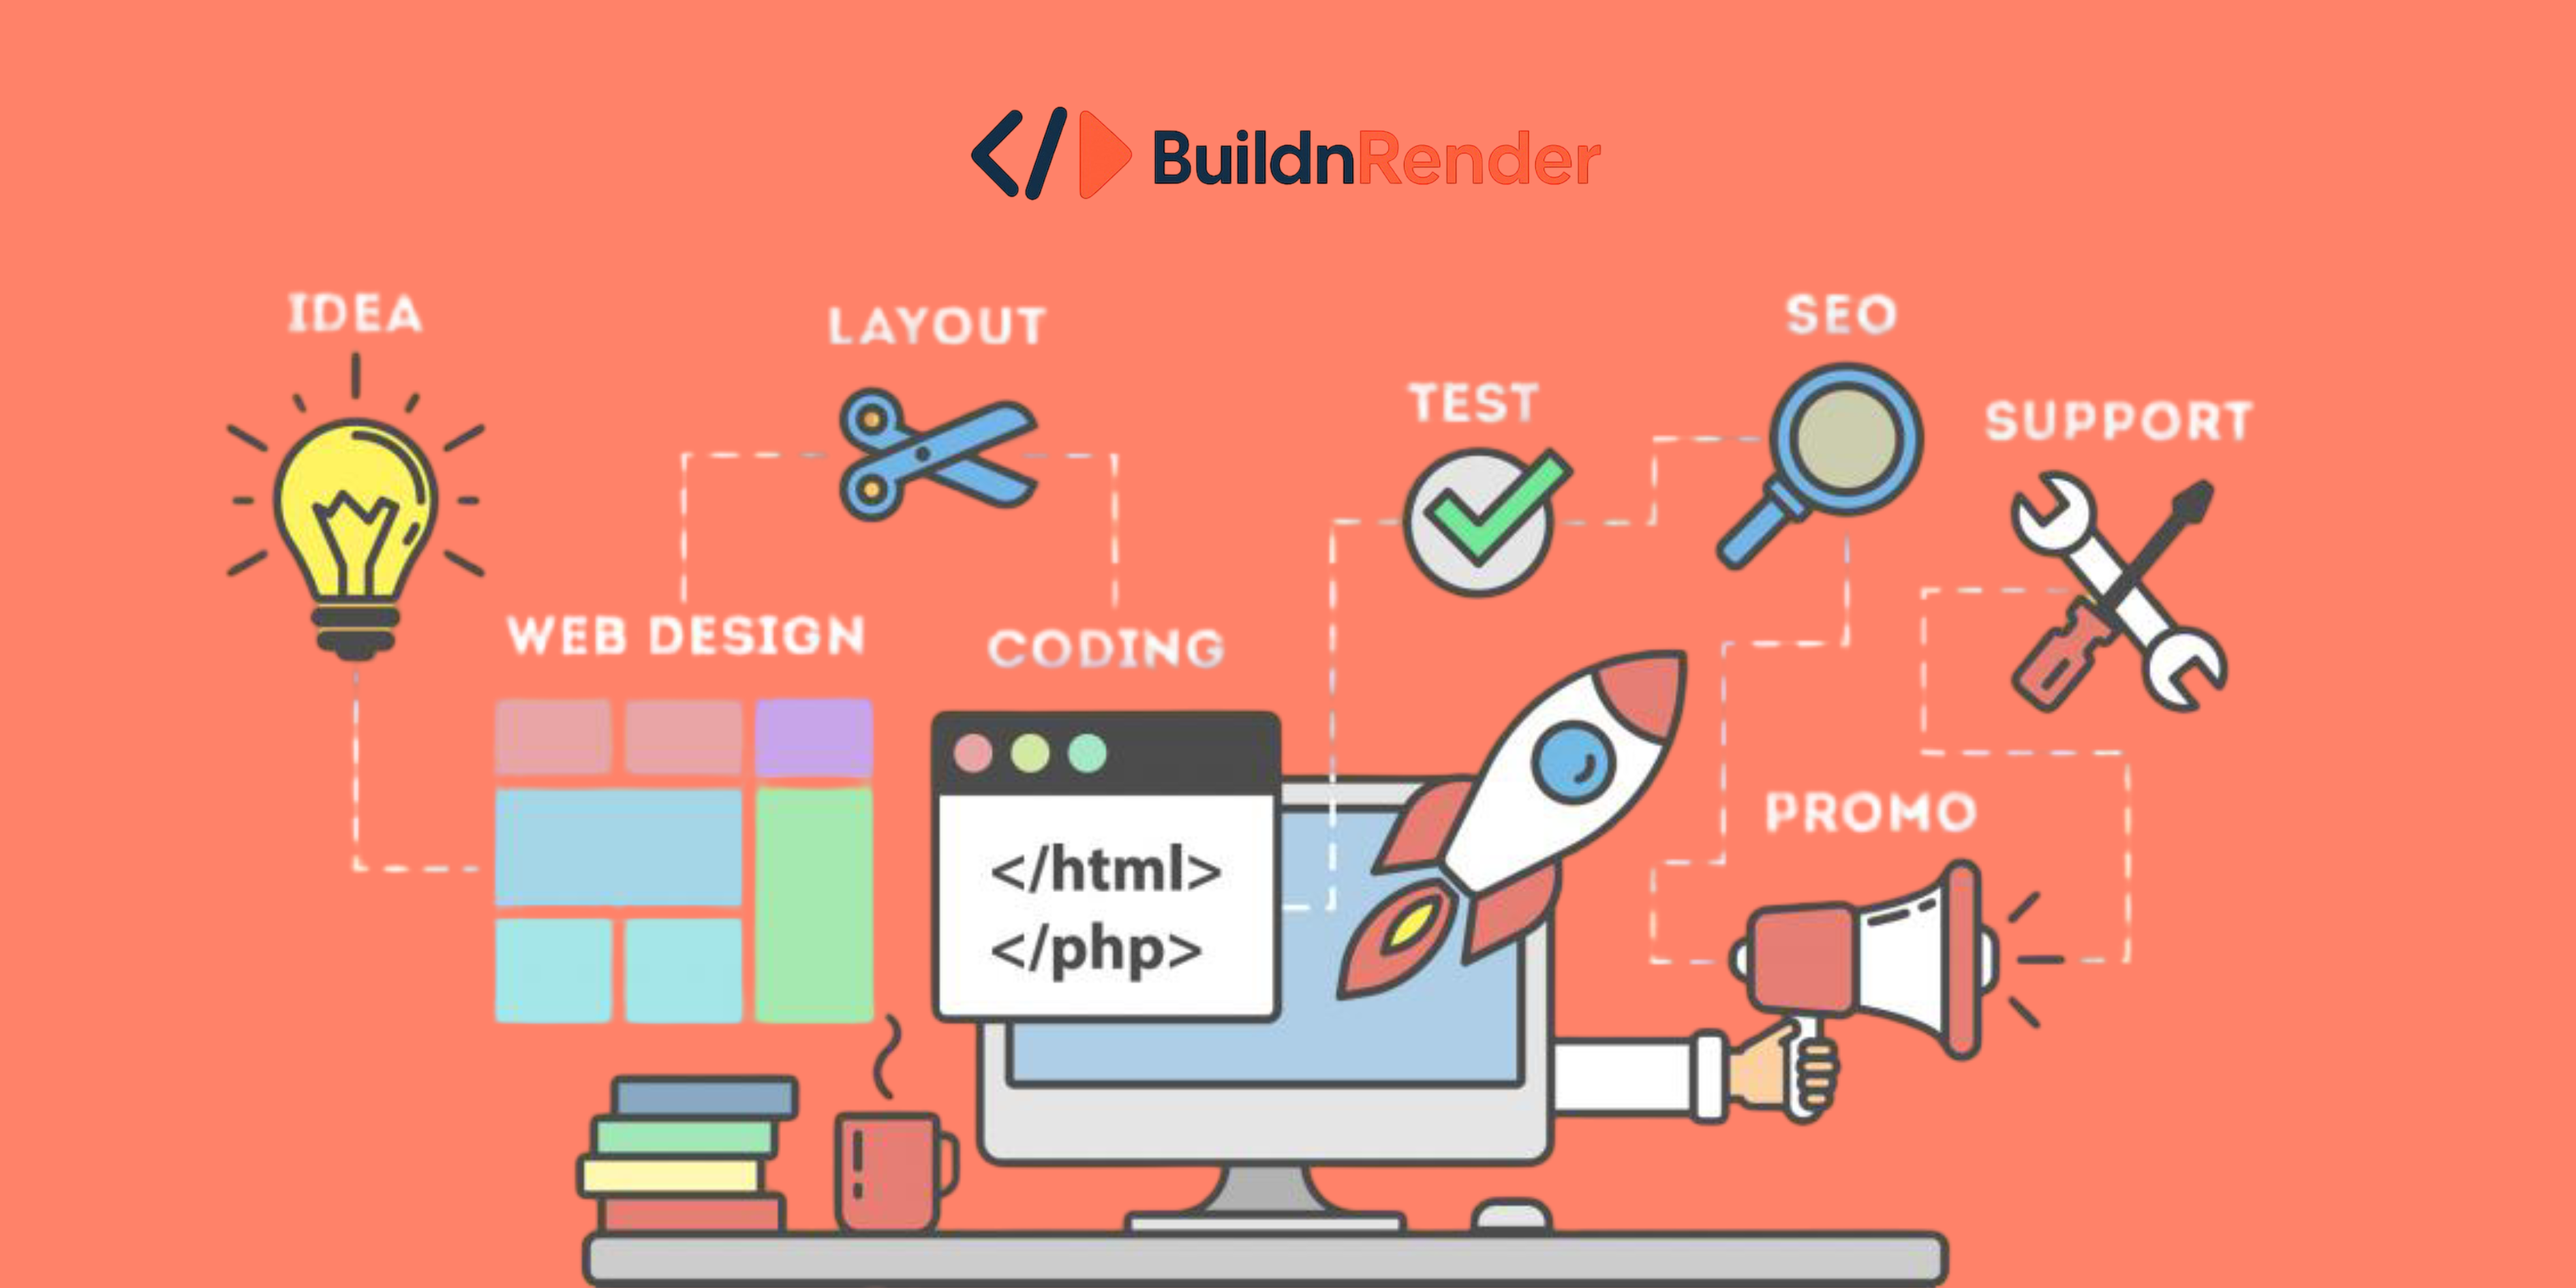 BuildnRender
IDEA
LAYOUT
SEO
TEST
SUPPORT
WEB DESIGN
CODING
</html>
</php>
PROMO